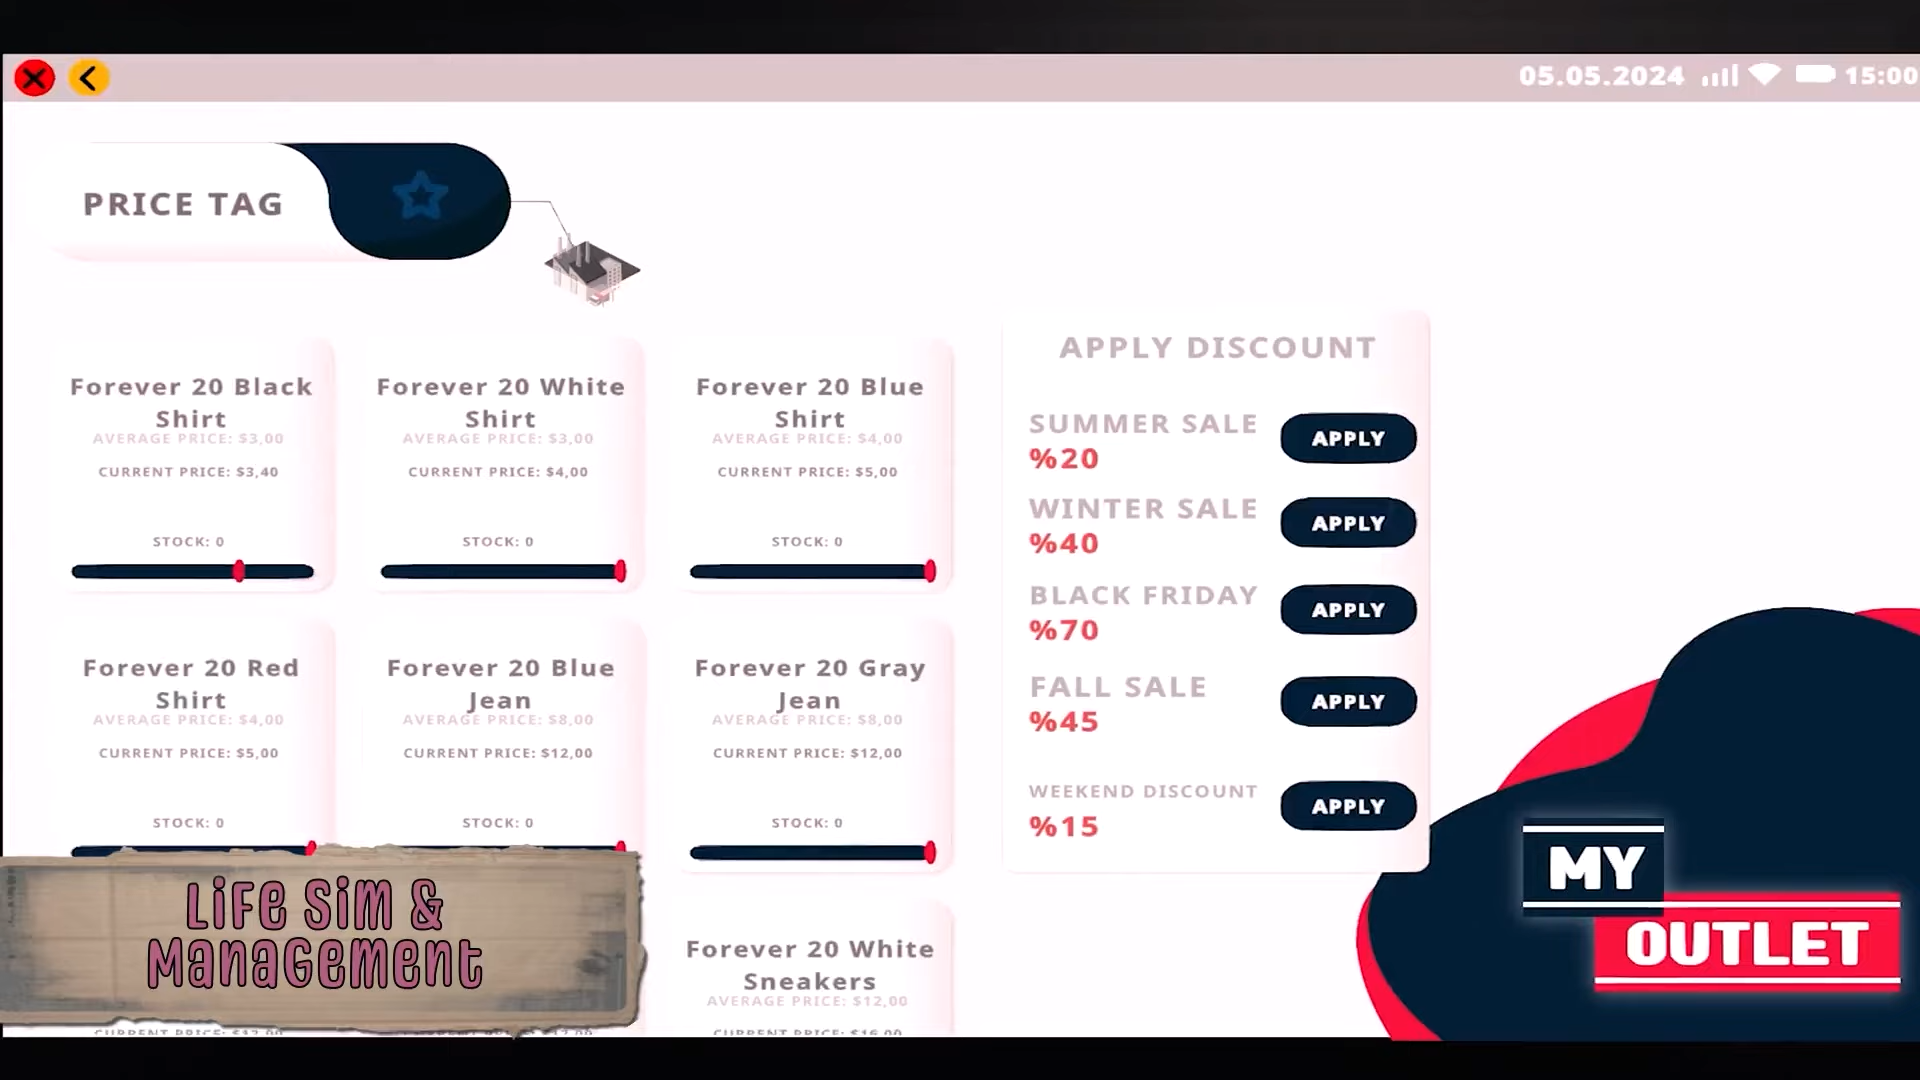 05.05.2024 15:00
PRICE TAG
Forever 20 Black
Shirt
AVERAGE PRICE: $3,00
CURRENT PRICE: $3,40
STOCK: 0
Forever 20 White
Shirt
AVERAGE PRICE: $3,00
CURRENT PRICE: $4,00
STOCK: 0
Forever 20 Blue
Shirt
AVERAGE PRICE: $4,00
CURRENT PRICE: $5,00
STOCK: 0
Forever 20 Red
Shirt
AVERAGE PRICE: $4,00
CURRENT PRICE: $5,00
STOCK: 0
Forever 20 Blue
Jean
AVERAGE PRICE: $8,00
CURRENT PRICE: $12,00
STOCK: 0
Forever 20 Gray
Jean
AVERAGE PRICE: $8,00
CURRENT PRICE: $12,00
STOCK: 0
Forever 20 White
Sneakers
AVERAGE PRICE: $12,00
CURRENT PRICE: $16,00
APPLY DISCOUNT
SUMMER SALE
%20
APPLY
WINTER SALE
%40
APPLY
BLACK FRIDAY
%70
APPLY
FALL SALE
%45
APPLY
WEEKEND DISCOUNT
%15
APPLY
Life Sim &
Management
MY
OUTLET